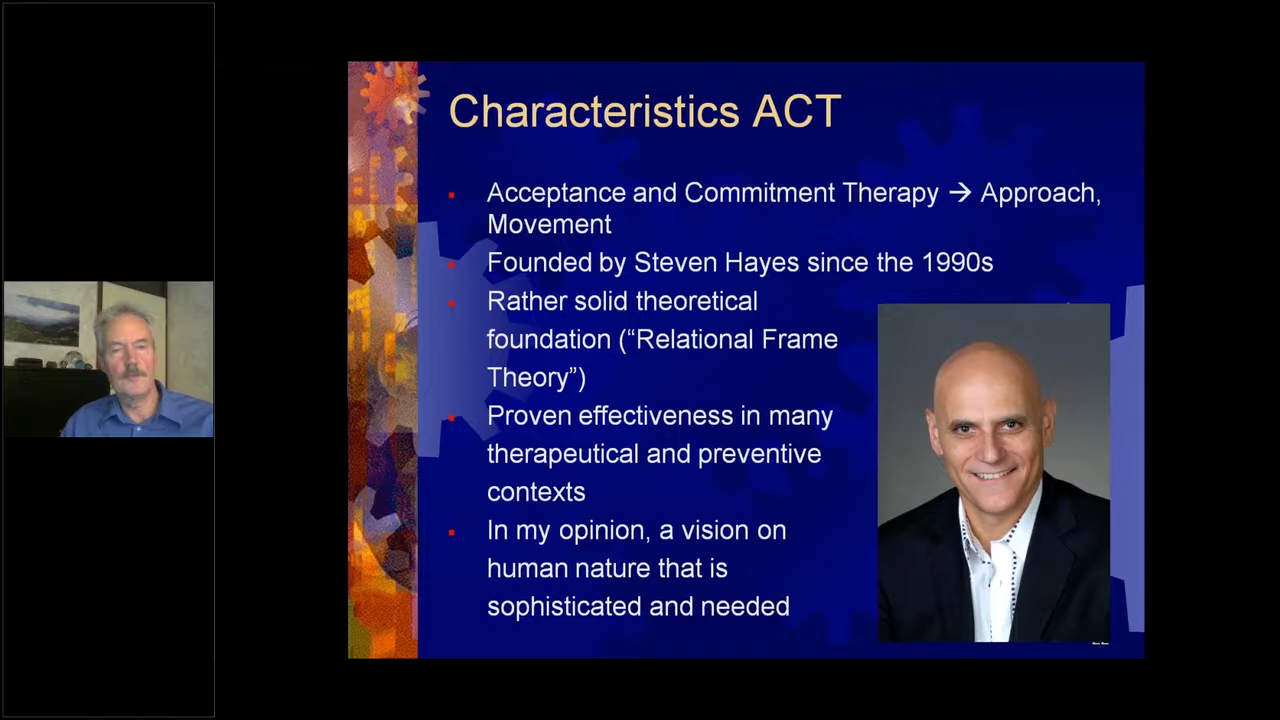 Characteristics ACT
Acceptance and Commitment Therapy → Approach,
Movement
Founded by Steven Hayes since the 1990s
Rather solid theoretical
foundation (“Relational Frame
Theory”)
Proven effectiveness in many
therapeutical and preventive
contexts
In my opinion, a vision on
human nature that is
sophisticated and needed